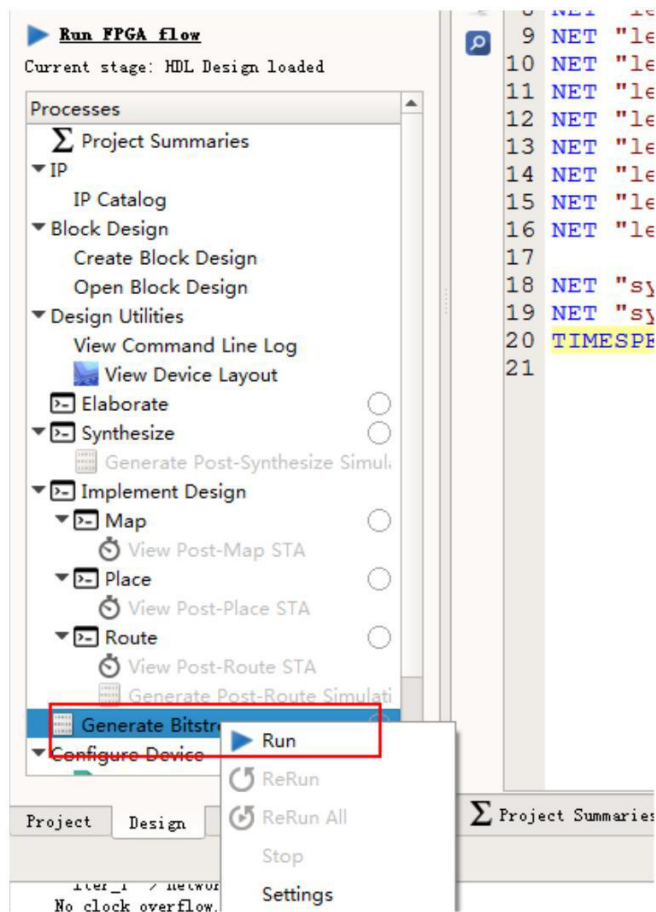 Run FPGA flow
Current stage: HDL Design loaded
Processes
Σ Project Summaries
IP
IP Catalog
Block Design
Create Block Design
Open Block Design
Design Utilities
View Command Line Log
View Device Layout
Elaborate
Synthesize
Generate Post-Synthesize Simul
Implement Design
Map
View Post-Map STA
Place
View Post-Place STA
Route
View Post-Route STA
Generate Post-Route Simulati
Generate Bitstr
Configure Device
Run
ReRun
ReRun All
Stop
Settings
Project Design
No clock overflow.
9 NET "le
10 NET "le
11 NET "le
12 NET "le
13 NET "le
14 NET "le
15 NET "le
16 NET "le
17
18 NET "sy
19 NET "sy
20 TIMESPE
21
Σ Project Summaries